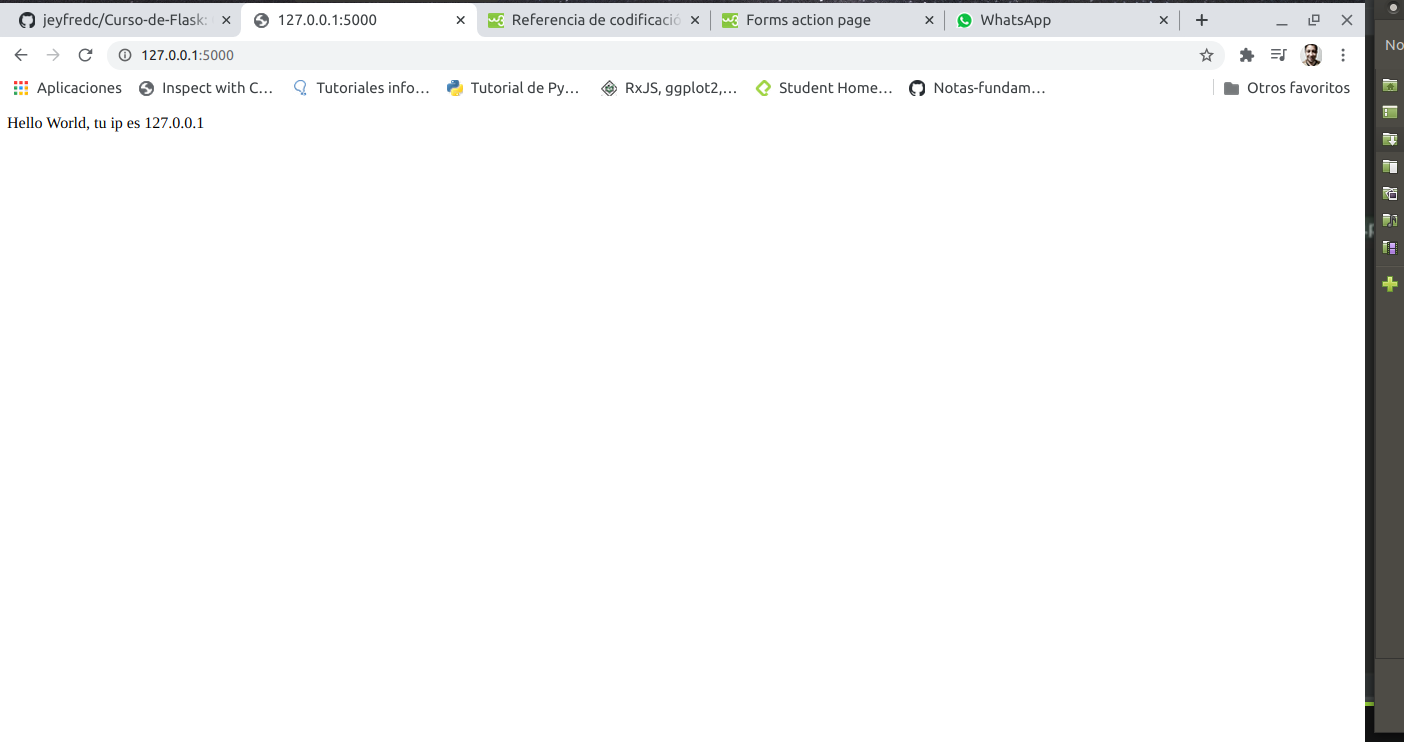 jeyfredc/Curso-de-Flask:
127.0.0.1:5000
Referencia de codificació
Forms action page
WhatsApp
No
127.0.0.1:5000
Aplicaciones
Inspect with C...
Tutoriales info...
Tutorial de Py...
RxJS, ggplot2,...
Student Home...
Notas-fundam...
Otros favoritos
Hello World, tu ip es 127.0.0.1